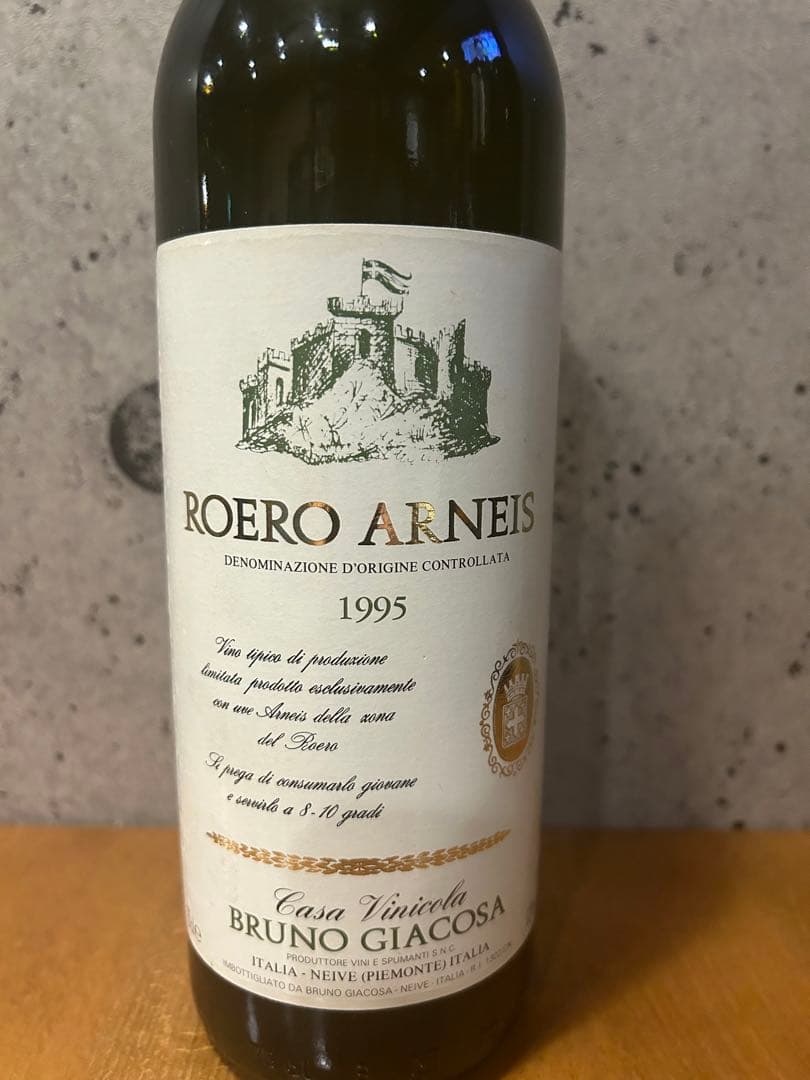 ROERO ARNEIS
DENOMINAZIONE D'ORIGINE CONTROLLATA
1995
Vino tipico di produzione
limitata prodotto esclusivamente
con uve Arneis della zona
del Roero
Si prega di consumarlo giovane
e servirlo a 8-10 gradi
Casa Vinicola
BRUNO GIACOSA
PRODUTTORE VINI E SPUMANTI S.N.C.
ITALIA - NEIVE (PIEMONTE) ITALIA
IMBOTTIGLIATO DA BRUNO GIACOSA - NEIVE - ITALIA - R.I.